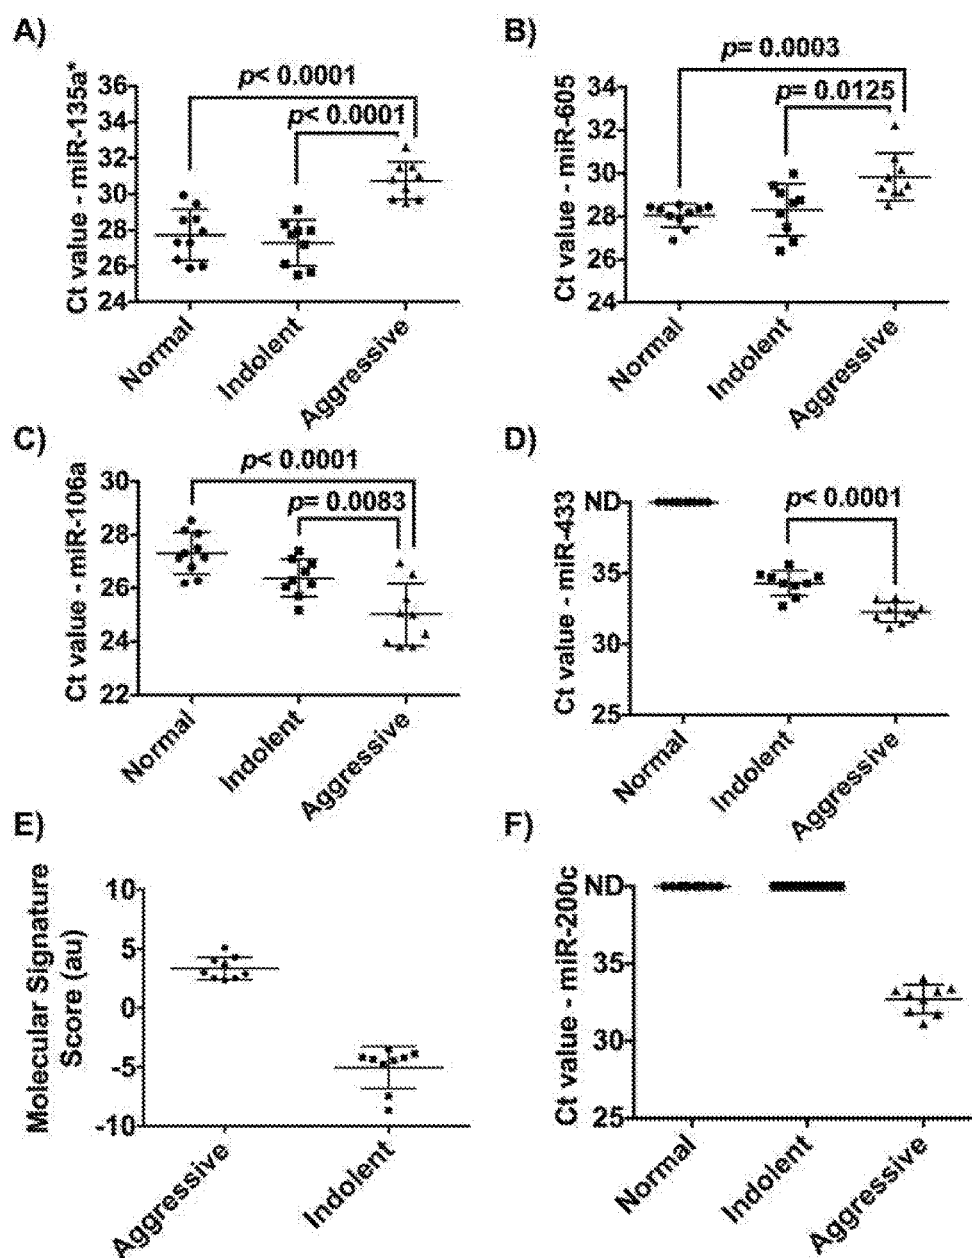 A)
Ct value - miR-135a*
p< 0.0001
p< 0.0001
36
34
32
30
28
26
24
Normal
Indolent
Aggressive
B)
Ct value - miR-605
p= 0.0003
p= 0.0125
34
32
30
28
26
24
Normal
Indolent
Aggressive
C)
Ct value - miR-106a
p< 0.0001
p= 0.0083
30
28
26
24
22
Normal
Indolent
Aggressive
D)
Ct value - miR-433
p< 0.0001
ND
35
30
25
Normal
Indolent
Aggressive
E)
Molecular Signature
Score (au)
10
5
0
-5
-10
Aggressive
Indolent
F)
Ct value - miR-200c
ND
35
30
25
Normal
Indolent
Aggressive